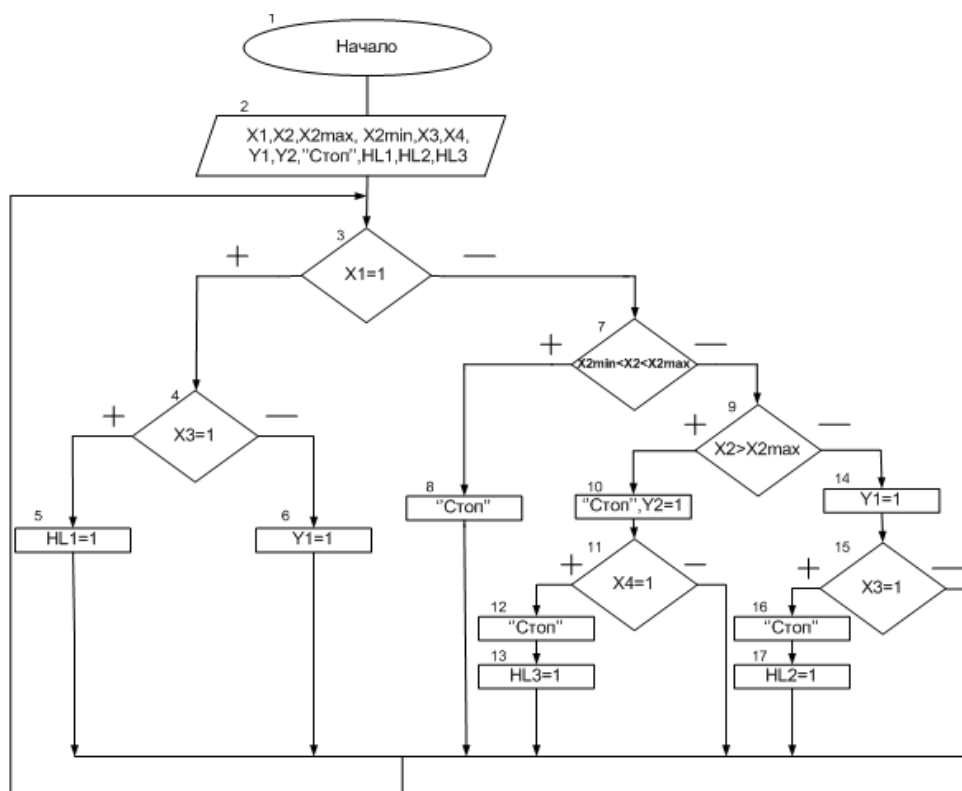 1
Начало
2
X1,X2,X2max, X2min,X3,X4,
Y1,Y2,"Стоп",HL1,HL2,HL3
3
+
—
X1=1
7
+
—
X2min<X2<X2max
4
+
—
X3=1
9
+
—
X2>X2max
8
"Стоп"
10
"Стоп",Y2=1
14
Y1=1
5
HL1=1
6
Y1=1
11
+
–
X4=1
15
+
—
X3=1
12
"Стоп"
16
"Стоп"
13
HL3=1
17
HL2=1